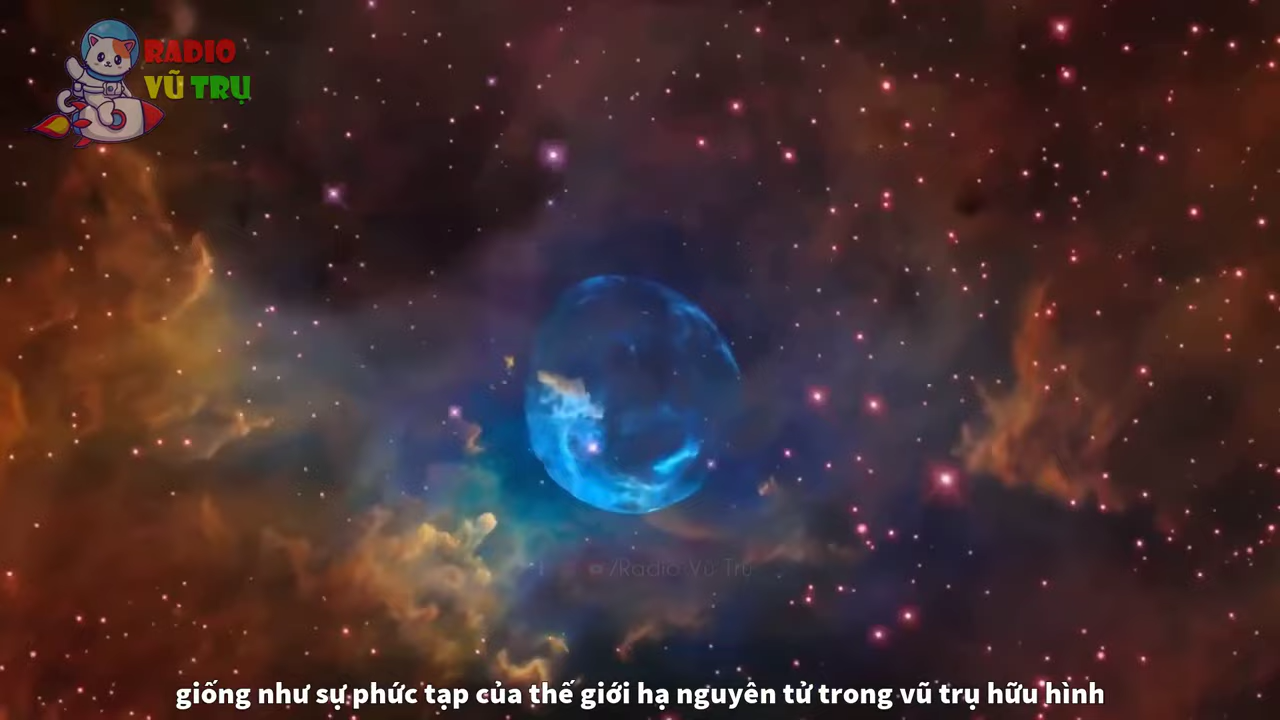 RADIO
VŨ TRỤ
/Radio Vũ Trụ
giống như sự phức tạp của thế giới hạ nguyên tử trong vũ trụ hữu hình